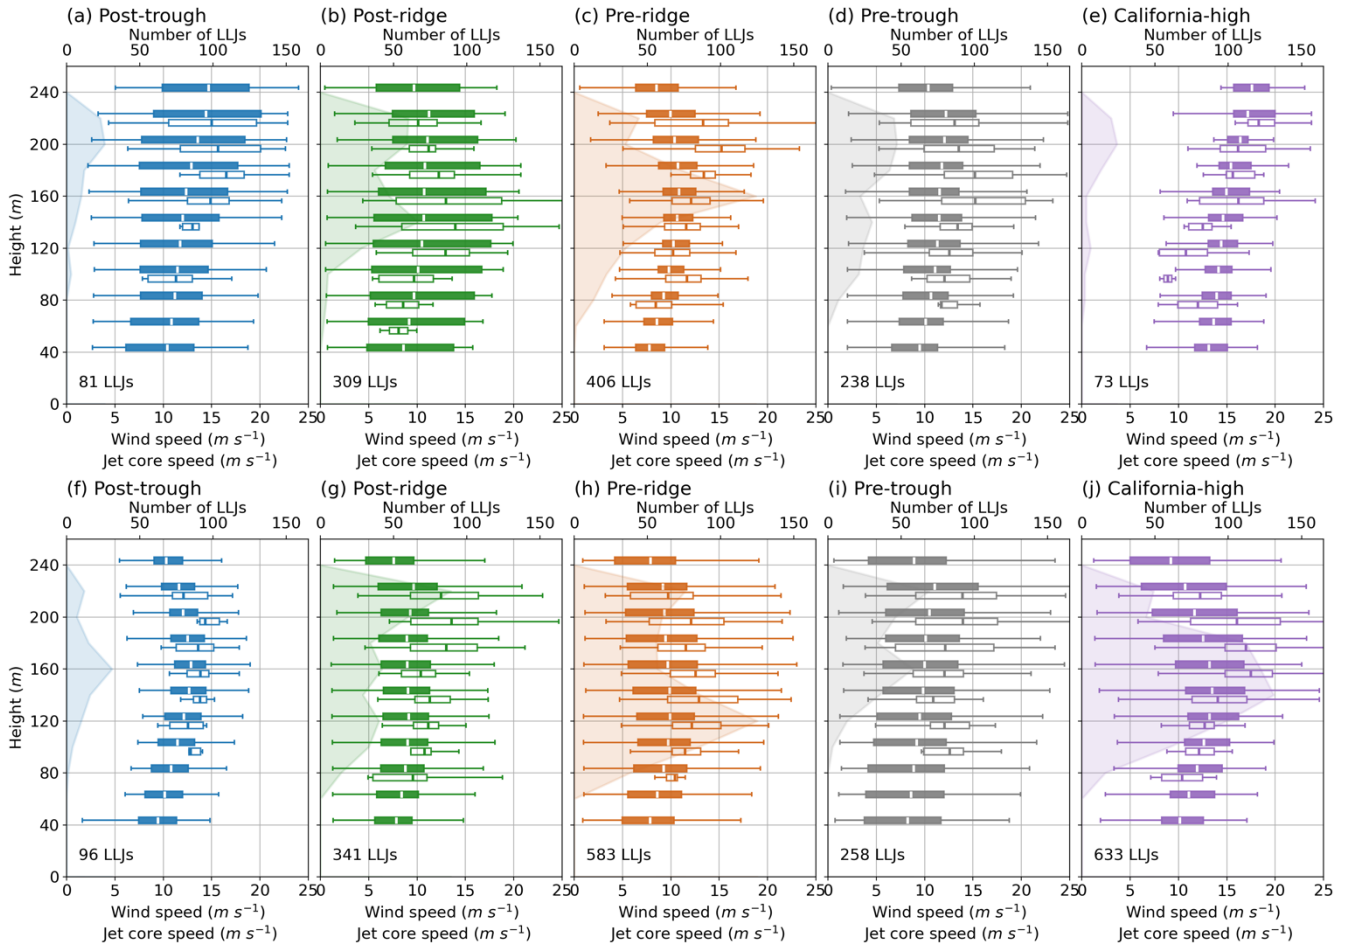 (a) Post-trough (b) Post-ridge (c) Pre-ridge (d) Pre-trough (e) California-high
Number of LLJs Number of LLJs Number of LLJs Number of LLJs Number of LLJs
0 50 100 150 0 50 100 150 0 50 100 150 0 50 100 150 0 50 100 150
240
200
160
120
80
40
0
Height (m)
81 LLJs 309 LLJs 406 LLJs 238 LLJs 73 LLJs
0 5 10 15 20 25 0 5 10 15 20 25 0 5 10 15 20 25 0 5 10 15 20 25 0 5 10 15 20 25
Wind speed (m s⁻¹) Wind speed (m s⁻¹) Wind speed (m s⁻¹) Wind speed (m s⁻¹) Wind speed (m s⁻¹)
Jet core speed (m s⁻¹) Jet core speed (m s⁻¹) Jet core speed (m s⁻¹) Jet core speed (m s⁻¹) Jet core speed (m s⁻¹)
(f) Post-trough (g) Post-ridge (h) Pre-ridge (i) Pre-trough (j) California-high
Number of LLJs Number of LLJs Number of LLJs Number of LLJs Number of LLJs
0 50 100 150 0 50 100 150 0 50 100 150 0 50 100 150 0 50 100 150
240
200
160
120
80
40
0
Height (m)
96 LLJs 341 LLJs 583 LLJs 258 LLJs 633 LLJs
0 5 10 15 20 25 0 5 10 15 20 25 0 5 10 15 20 25 0 5 10 15 20 25 0 5 10 15 20 25
Wind speed (m s⁻¹) Wind speed (m s⁻¹) Wind speed (m s⁻¹) Wind speed (m s⁻¹) Wind speed (m s⁻¹)
Jet core speed (m s⁻¹) Jet core speed (m s⁻¹) Jet core speed (m s⁻¹) Jet core speed (m s⁻¹) Jet core speed (m s⁻¹)